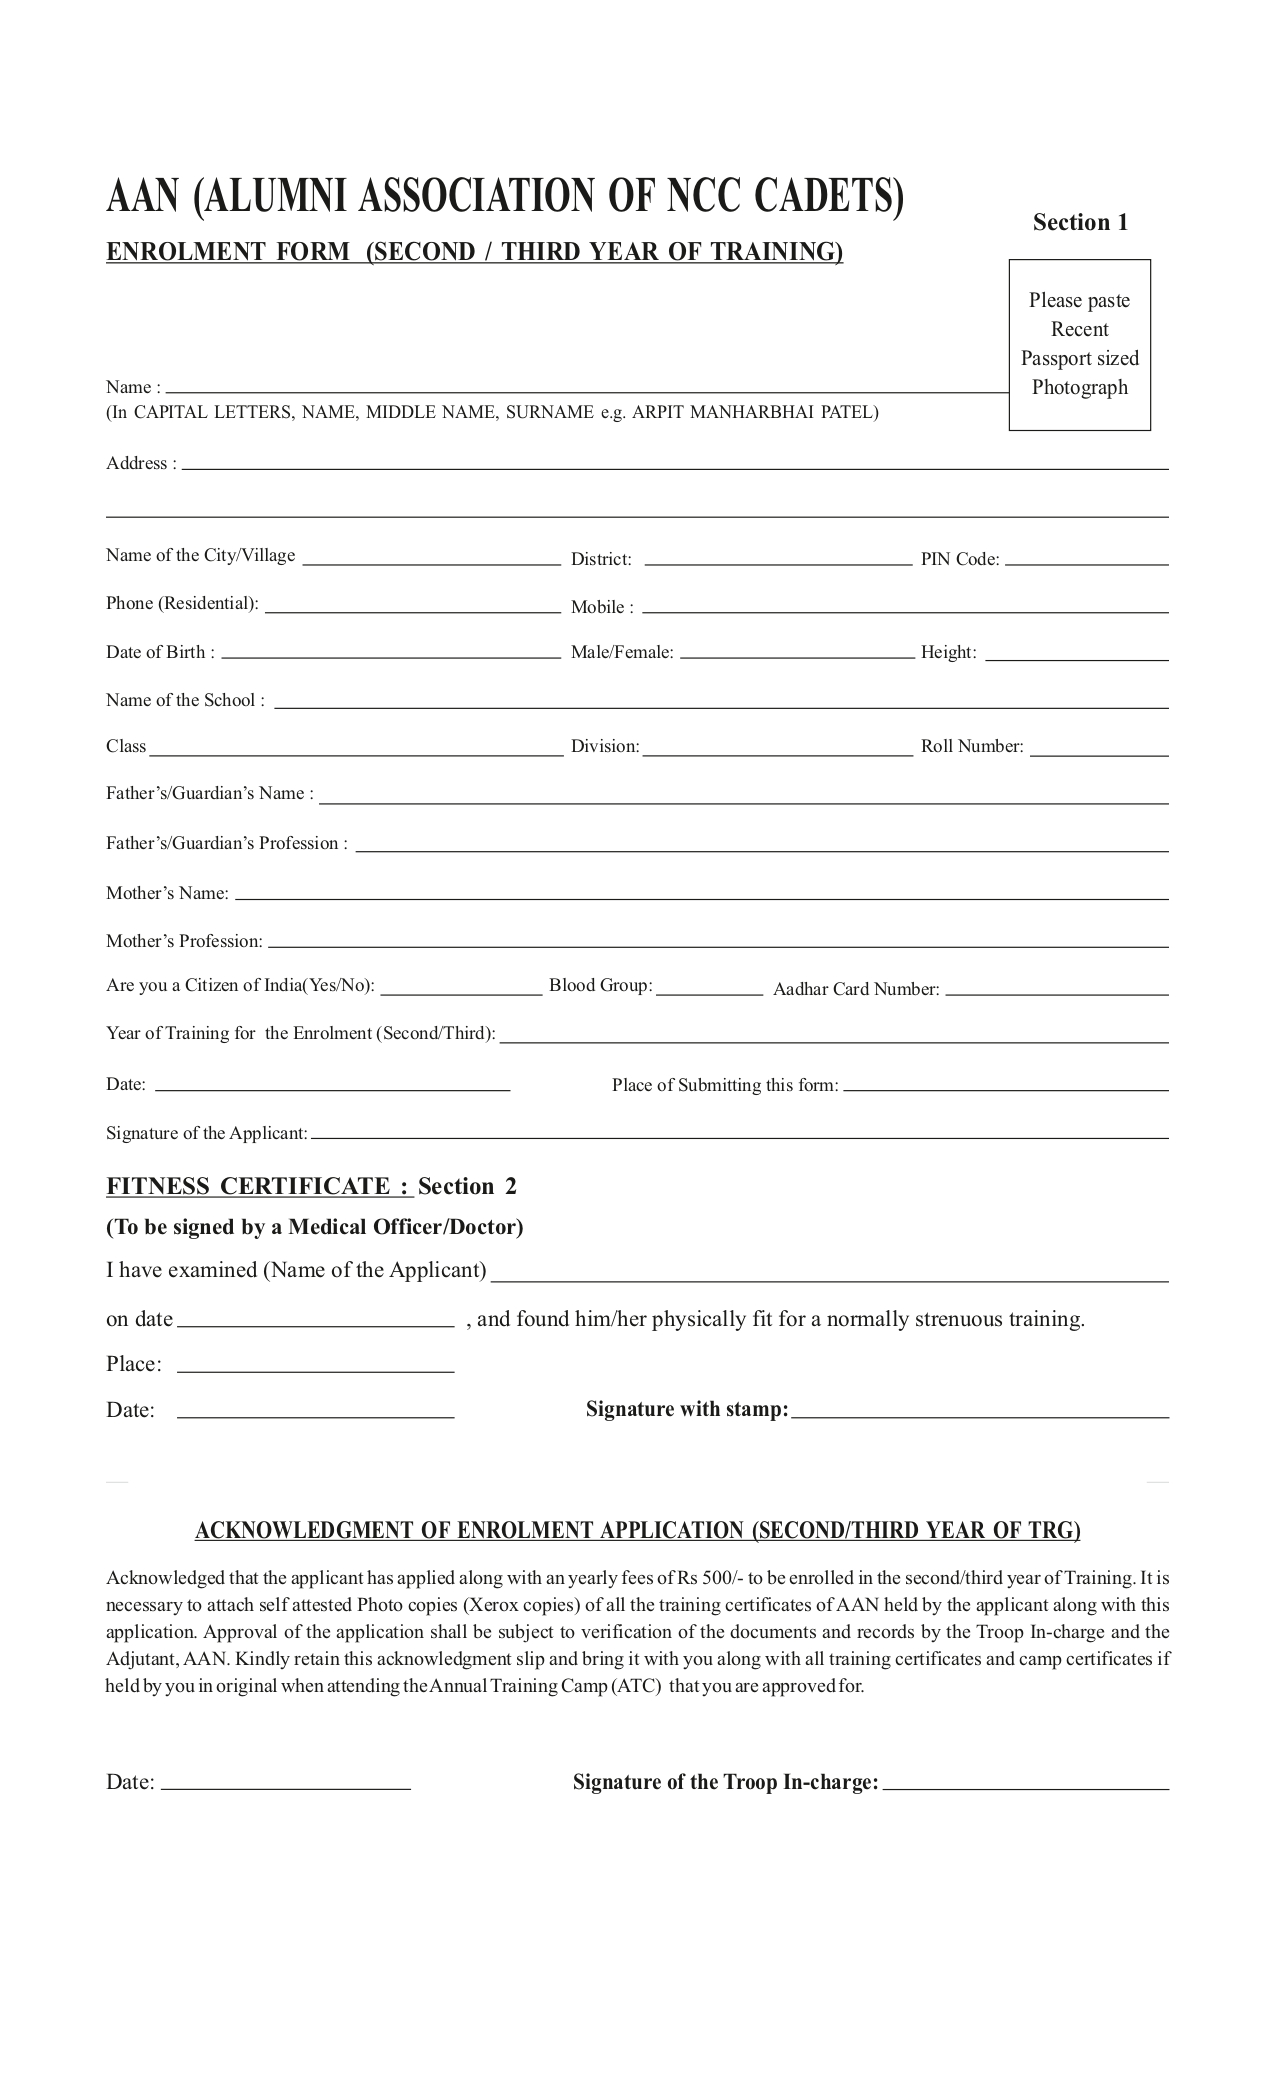 AAN (ALUMNI ASSOCIATION OF NCC CADETS)
Section 1
ENROLMENT FORM (SECOND / THIRD YEAR OF TRAINING)
Please paste
Recent
Passport sized
Photograph
Name :
(In CAPITAL LETTERS, NAME, MIDDLE NAME, SURNAME e.g. ARPIT MANHARBHAI PATEL)
Address :
Name of the City/Village District: PIN Code:
Phone (Residential): Mobile :
Date of Birth : Male/Female: Height:
Name of the School :
Class Division: Roll Number:
Father’s/Guardian’s Name :
Father’s/Guardian’s Profession :
Mother’s Name:
Mother’s Profession:
Are you a Citizen of India(Yes/No): Blood Group: Aadhar Card Number:
Year of Training for the Enrolment (Second/Third):
Date: Place of Submitting this form:
Signature of the Applicant:
FITNESS CERTIFICATE : Section 2
(To be signed by a Medical Officer/Doctor)
I have examined (Name of the Applicant)
on date , and found him/her physically fit for a normally strenuous training.
Place:
Date: Signature with stamp:
ACKNOWLEDGMENT OF ENROLMENT APPLICATION (SECOND/THIRD YEAR OF TRG)
Acknowledged that the applicant has applied along with an yearly fees of Rs 500/- to be enrolled in the second/third year of Training. It is
necessary to attach self attested Photo copies (Xerox copies) of all the training certificates of AAN held by the applicant along with this
application. Approval of the application shall be subject to verification of the documents and records by the Troop In-charge and the
Adjutant, AAN. Kindly retain this acknowledgment slip and bring it with you along with all training certificates and camp certificates if
held by you in original when attending the Annual Training Camp (ATC) that you are approved for.
Date: Signature of the Troop In-charge: